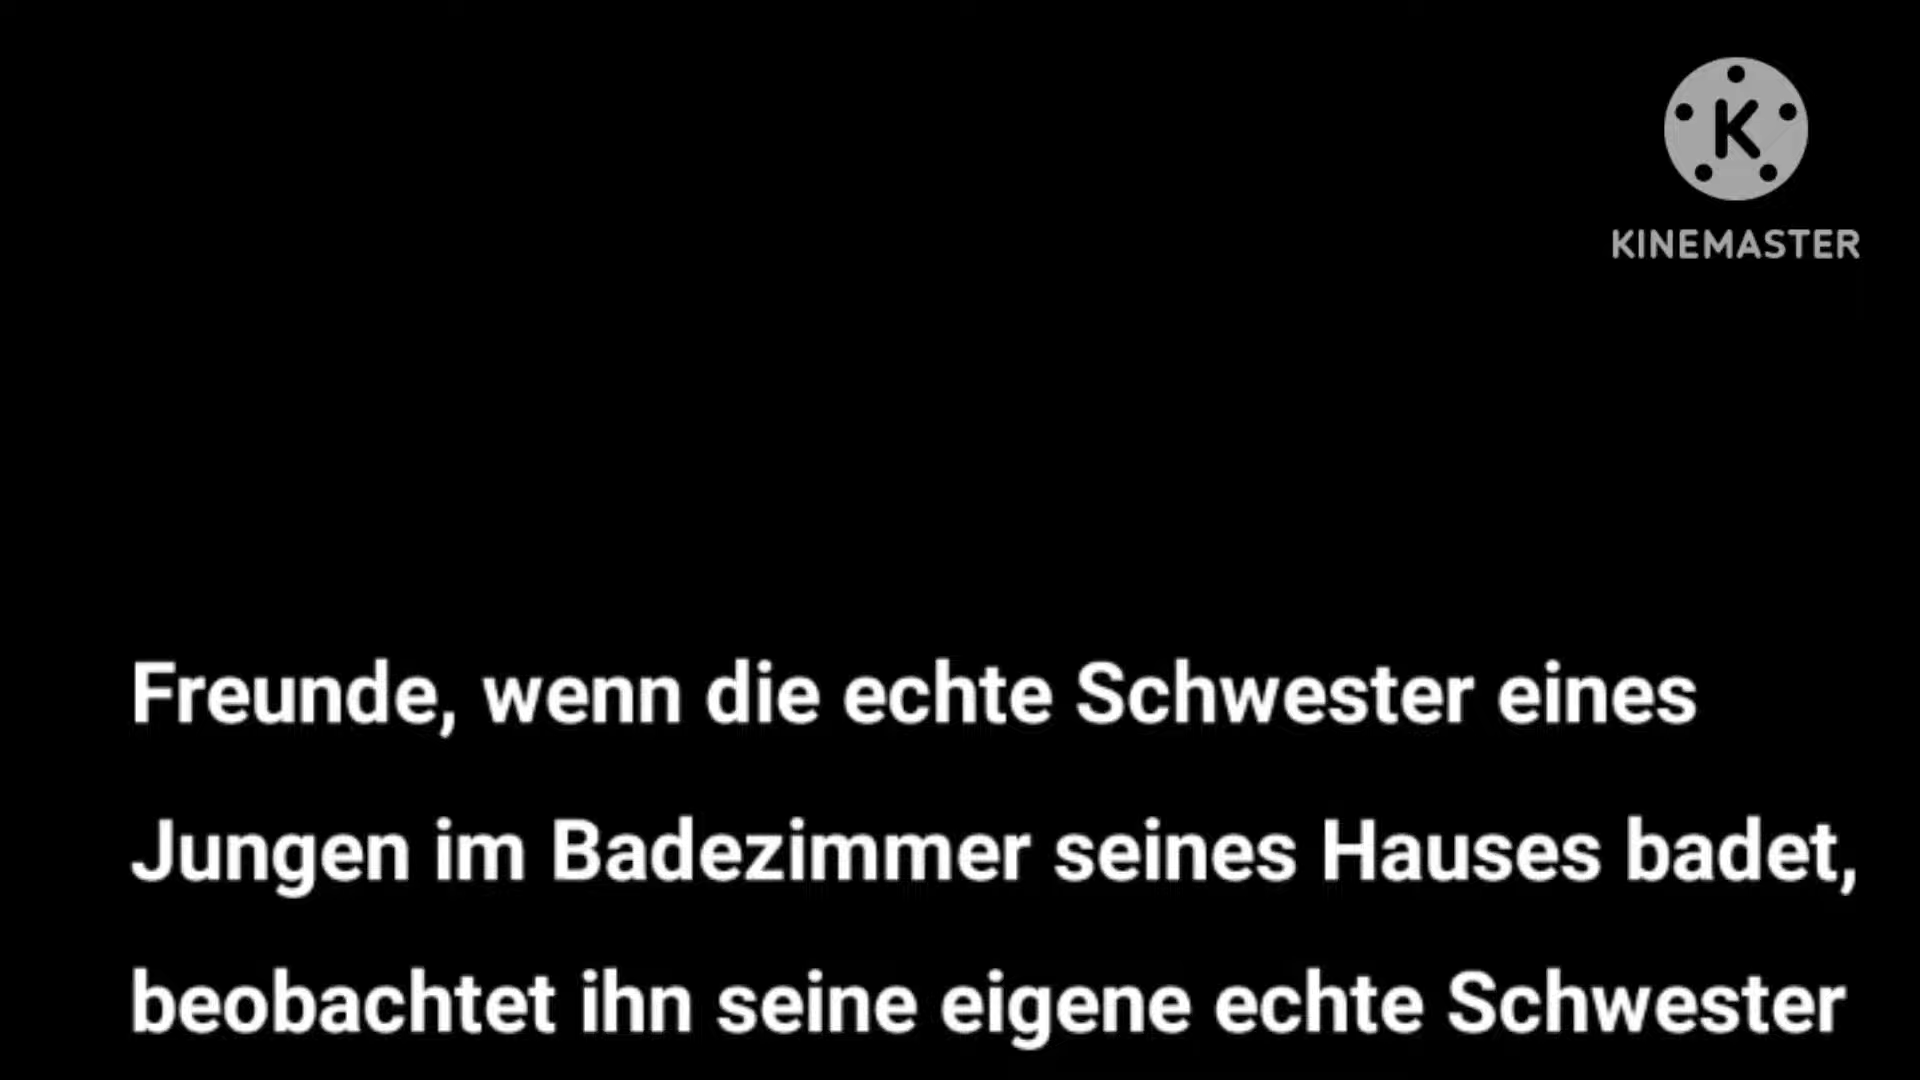 K
KINEMASTER
Freunde, wenn die echte Schwester eines
Jungen im Badezimmer seines Hauses badet,
beobachtet ihn seine eigene echte Schwester